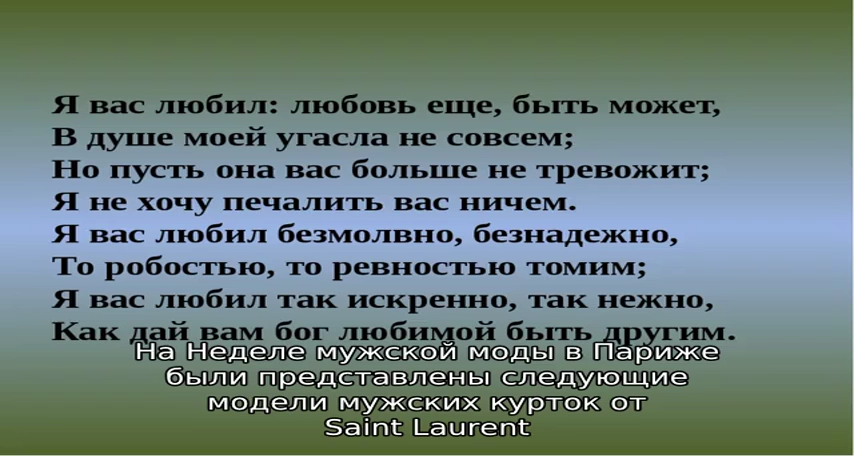 Я вас любил: любовь еще, быть может,
В душе моей угасла не совсем;
Но пусть она вас больше не тревожит;
Я не хочу печалить вас ничем.
Я вас любил безмолвно, безнадежно,
То робостью, то ревностью томим;
Я вас любил так искренно, так нежно,
Как дай вам бог любимой быть другим.
На Неделе мужской моды в Париже
были представлены следующие
модели мужских курток от
Saint Laurent